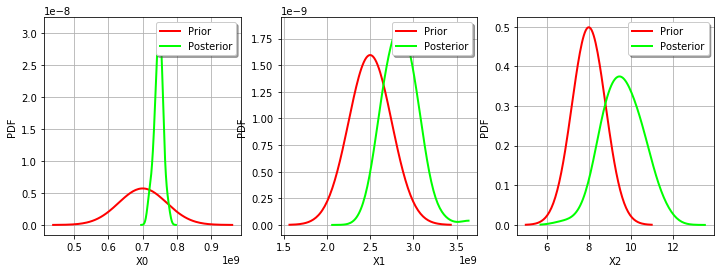 1e−8
Prior
Posterior
3.0
2.5
2.0
1.5
1.0
0.5
0.0
PDF
0.5 0.6 0.7 0.8 0.9
1e9
X0
1e−9
Prior
Posterior
1.75
1.50
1.25
1.00
0.75
0.50
0.25
0.00
PDF
1.5 2.0 2.5 3.0 3.5
1e9
X1
Prior
Posterior
0.5
0.4
0.3
0.2
0.1
0.0
PDF
6 8 10 12
X2